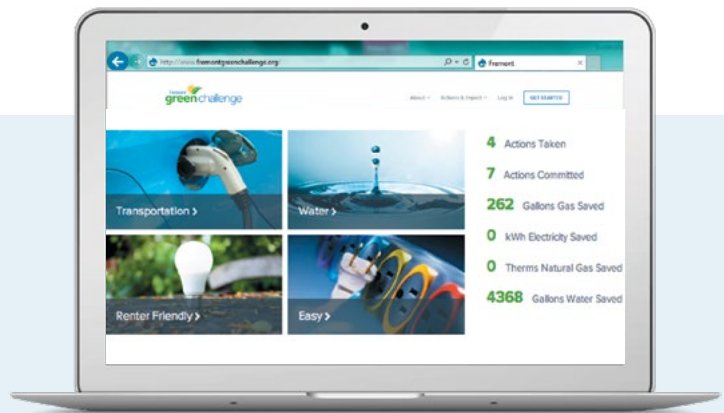 http://www.fremontgreenchallenge.org/
Fremont
Fremont
green challenge
About
Actions & Impact
Log In
GET STARTED
Transportation >
Water >
Renter Friendly >
Easy >
4 Actions Taken
7 Actions Committed
262 Gallons Gas Saved
0 kWh Electricity Saved
0 Therms Natural Gas Saved
4368 Gallons Water Saved